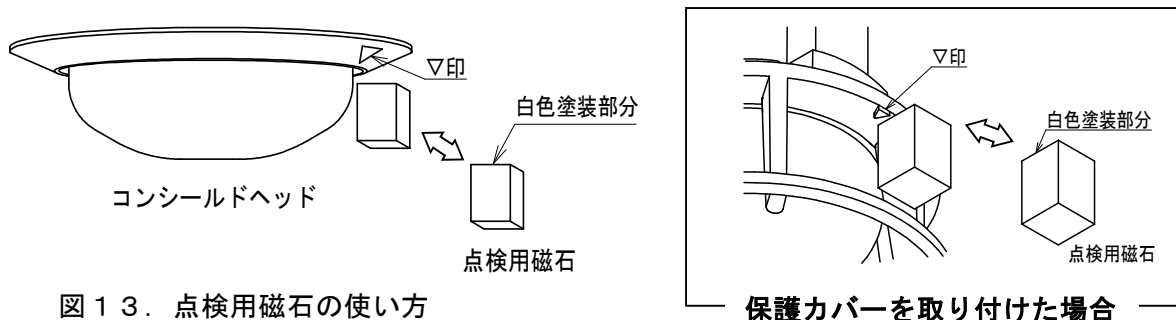 ▽印
白色塗装部分
コンシールドヘッド
点検用磁石
図13．点検用磁石の使い方
▽印
白色塗装部分
点検用磁石
保護カバーを取り付けた場合